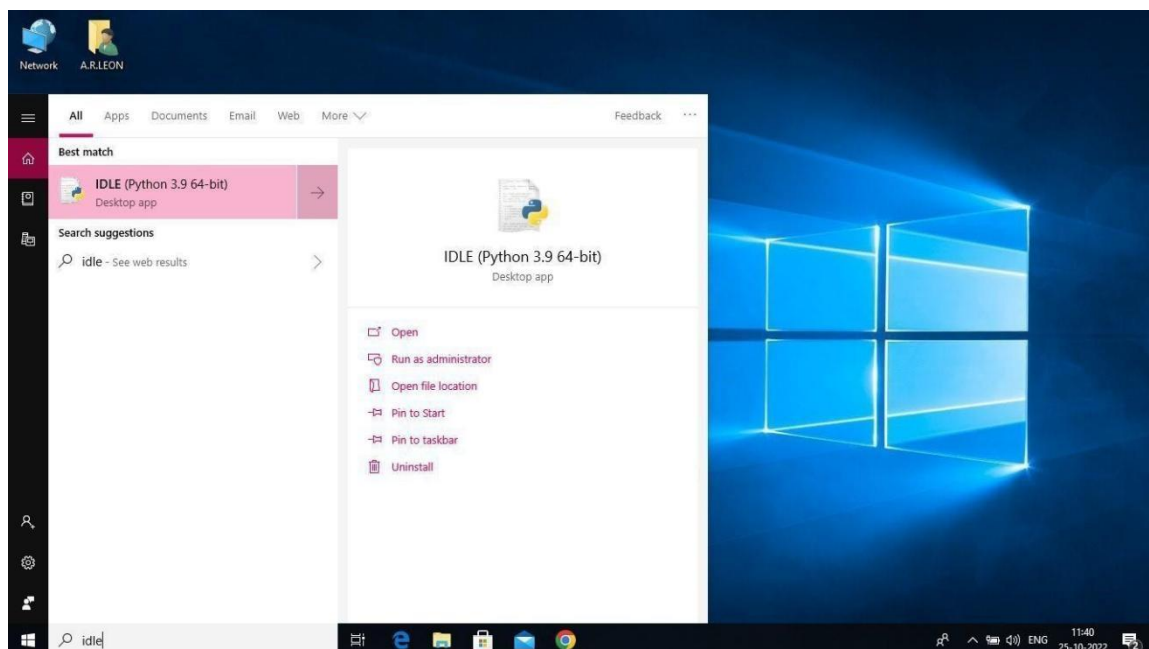 Network A.R.LEON
All Apps Documents Email Web More Feedback ...
Best match
IDLE (Python 3.9 64-bit)
Desktop app
Search suggestions
idle - See web results
IDLE (Python 3.9 64-bit)
Desktop app
Open
Run as administrator
Open file location
Pin to Start
Pin to taskbar
Uninstall
idle
ENG
11:40
25-10-2022
2